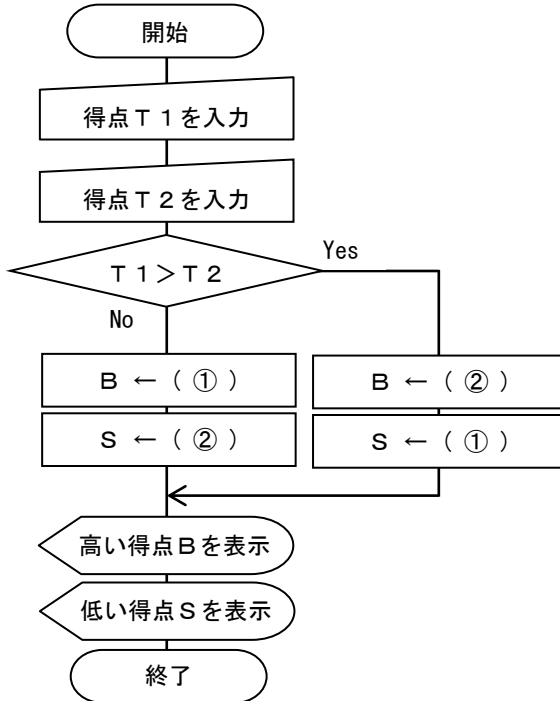 開始
得点Ｔ１を入力
得点Ｔ２を入力
Ｔ１＞Ｔ２
Yes
No
Ｂ ← （ ① ）
Ｂ ← （ ② ）
Ｓ ← （ ② ）
Ｓ ← （ ① ）
高い得点Ｂを表示
低い得点Ｓを表示
終了